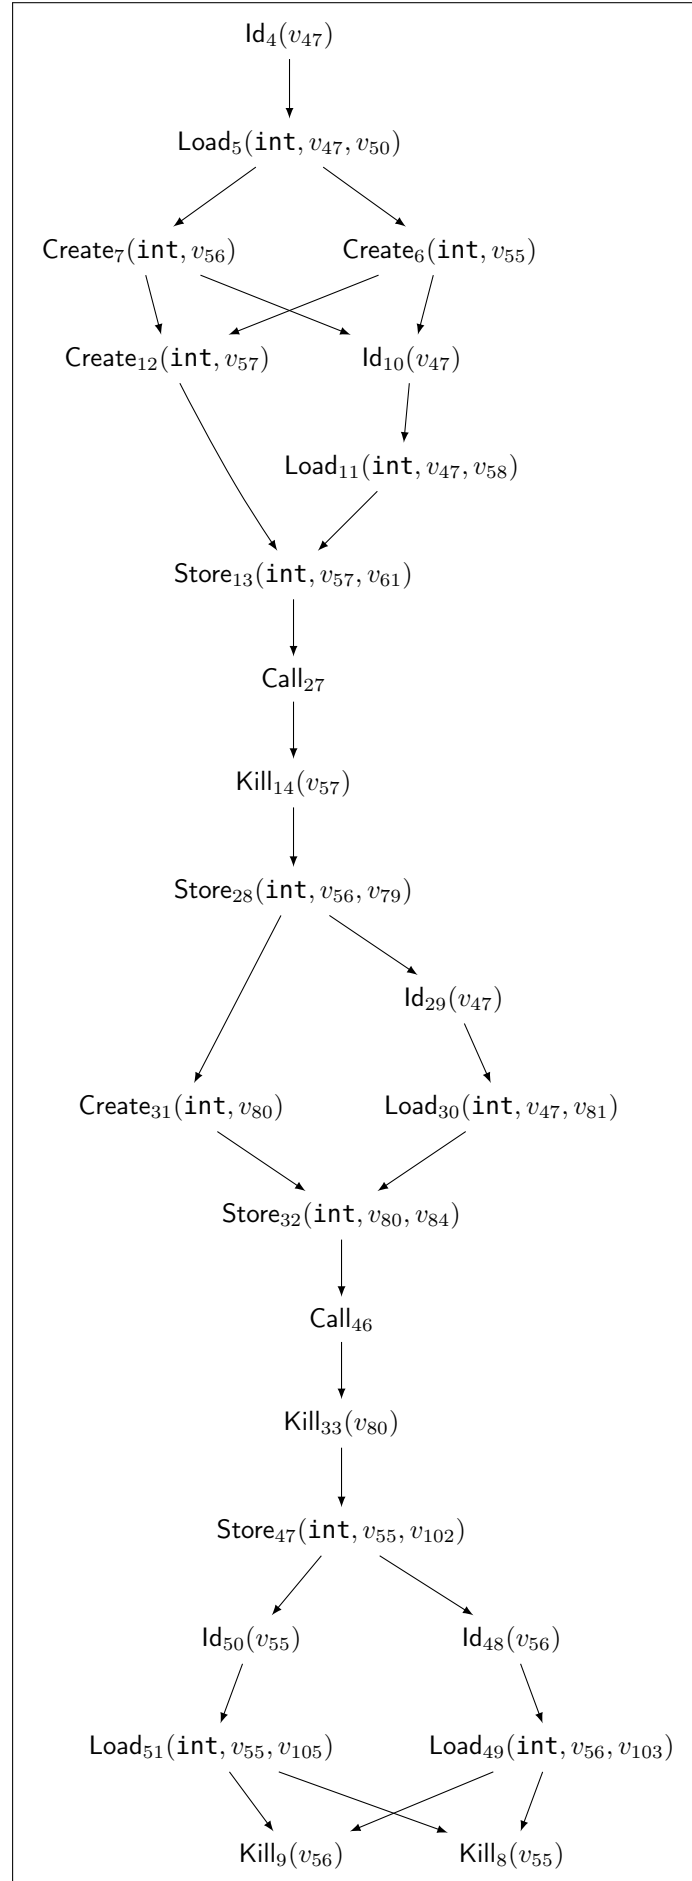 Id₄(v₄₇)
Load₅(int, v₄₇, v₅₀)
Create₇(int, v₅₆) Create₆(int, v₅₅)
Create₁₂(int, v₅₇) Id₁₀(v₄₇)
Load₁₁(int, v₄₇, v₅₈)
Store₁₃(int, v₅₇, v₆₁)
Call₂₇
Kill₁₄(v₅₇)
Store₂₈(int, v₅₆, v₇₉)
Id₂₉(v₄₇)
Create₃₁(int, v₈₀) Load₃₀(int, v₄₇, v₈₁)
Store₃₂(int, v₈₀, v₈₄)
Call₄₆
Kill₃₃(v₈₀)
Store₄₇(int, v₅₅, v₁₀₂)
Id₅₀(v₅₅) Id₄₈(v₅₆)
Load₅₁(int, v₅₅, v₁₀₅) Load₄₉(int, v₅₆, v₁₀₃)
Kill₉(v₅₆) Kill₈(v₅₅)